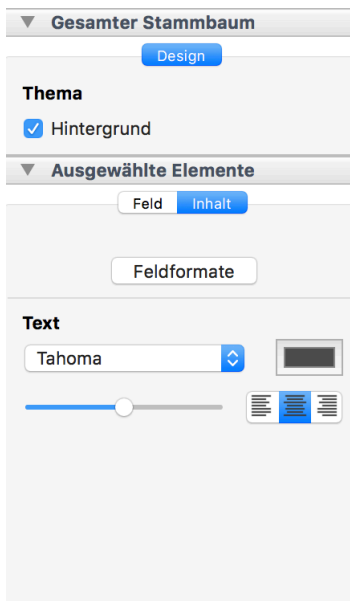 Gesamter Stammbaum
Design
Thema
Hintergrund
Ausgewählte Elemente
Feld Inhalt
Feldformate
Text
Tahoma